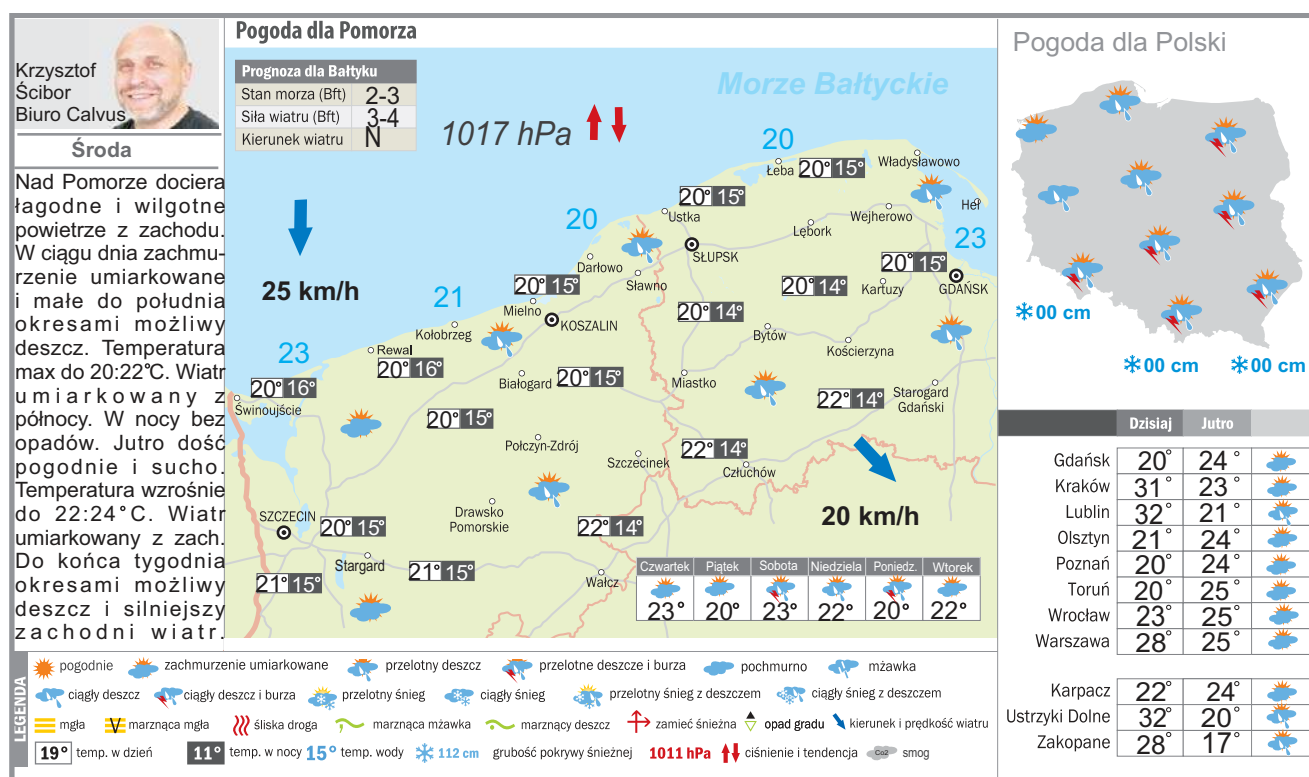 Krzysztof
Ścibor
Biuro Calvus
Środa
Nad Pomorze dociera
łagodne i wilgotne
powietrze z zachodu.
W ciągu dnia zachmu-
rzenie umiarkowane
i małe do południa
okresami możliwy
deszcz. Temperatura
max do 20:22°C. Wiatr
umiarkowany z
północy. W nocy bez
opadów. Jutro dość
pogodnie i sucho.
Temperatura wzrośnie
do 22:24°C. Wiatr
umiarkowany z zach.
Do końca tygodnia
okresami możliwy
deszcz i silniejszy
zachodni wiatr.
Pogoda dla Pomorza
Prognoza dla Bałtyku
Stan morza (Bft) 2-3
Siła wiatru (Bft) 3-4
Kierunek wiatru N
1017 hPa
Morze Bałtyckie
20
Łeba
20° 15°
Władysławowo
Hel
20° 15°
Ustka
Wejherowo
Lębork
20
23
SŁUPSK
20° 15°
GDAŃSK
Darłowo
Sławno
25 km/h
20° 15°
20° 14°
Kartuzy
21
Mielno
KOSZALIN
20° 14°
Bytów
Kołobrzeg
Kościerzyna
23
Rewal
20° 16°
20° 16°
Świnoujście
Białogard
20° 15°
Miastko
22° 14°
Starogard
Gdański
20° 15°
Połczyn-Zdrój
22° 14°
Szczecinek
Człuchów
Drawsko
Pomorskie
20 km/h
SZCZECIN
20° 15°
22° 14°
Stargard
21° 15°
21° 15°
Wałcz
Czwartek Piątek Sobota Niedziela Poniedz. Wtorek
23° 20° 23° 22° 20° 22°
Pogoda dla Polski
00 cm
00 cm 00 cm
Dzisiaj Jutro
Gdańsk 20° 24°
Kraków 31° 23°
Lublin 32° 21°
Olsztyn 21° 24°
Poznań 20° 24°
Toruń 20° 25°
Wrocław 23° 25°
Warszawa 28° 25°
Karpacz 22° 24°
Ustrzyki Dolne 32° 20°
Zakopane 28° 17°
LEGENDA
pogodnie zachmurzenie umiarkowane przelotny deszcz przelotne deszcze i burza pochmurno mżawka
ciągły deszcz ciągły deszcz i burza przelotny śnieg ciągły śnieg przelotny śnieg z deszczem ciągły śnieg z deszczem
mgła V marznąca mgła śliska droga marznąca mżawka marznący deszcz zamieć śnieżna opad gradu kierunek i prędkość wiatru
19° temp. w dzień 11° temp. w nocy 15° temp. wody 112 cm grubość pokrywy śnieżnej 1011 hPa ciśnienie i tendencja Co2 smog